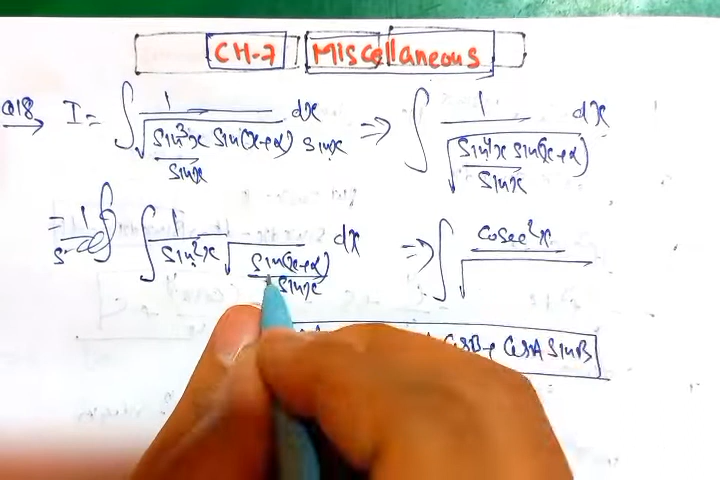 CH-7 Miscellaneous
Q18 I = ∫ 1 / √(sin³x sin(x+α) sinx / sinx) dx => ∫ 1 / √(sin⁴x sin(x+α) / sinx) dx
= ∫ 1 / sin²x √(sin(x+α) / sinx) dx => ∫ cosec²x / √
cosA sinB